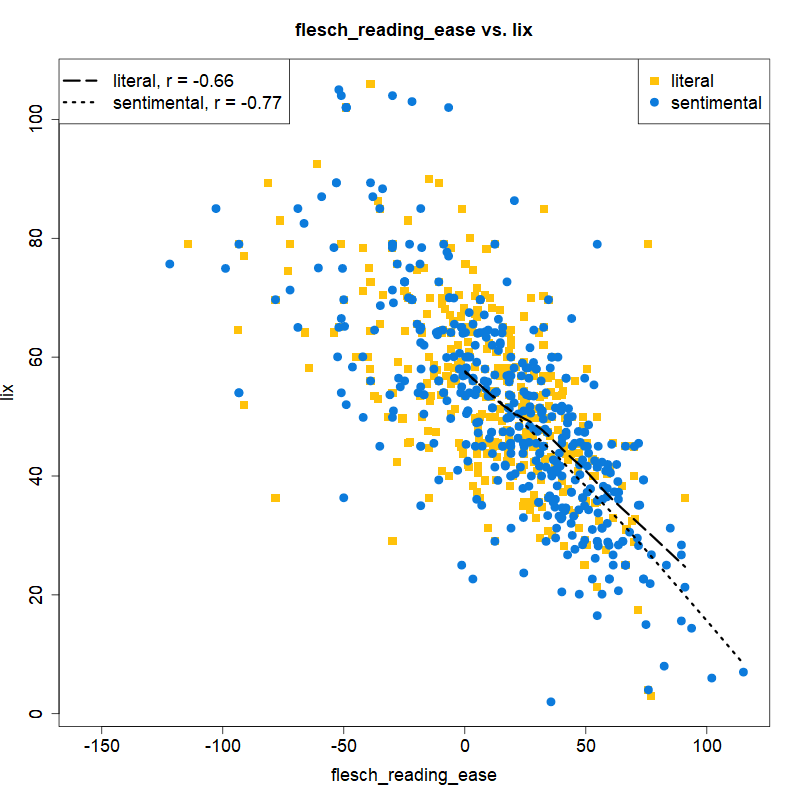 flesch_reading_ease vs. lix
literal, r = -0.66
sentimental, r = -0.77
literal
sentimental
lix
100
80
60
40
20
0
-150
-100
-50
0
50
100
flesch_reading_ease